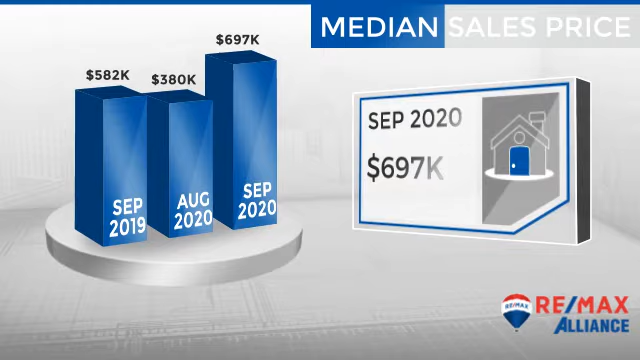 MEDIAN SALES PRICE
$582K
$380K
$697K
SEP
2019
AUG
2020
SEP
2020
SEP 2020
$697K
RE/MAX
RE/MAX
ALLIANCE